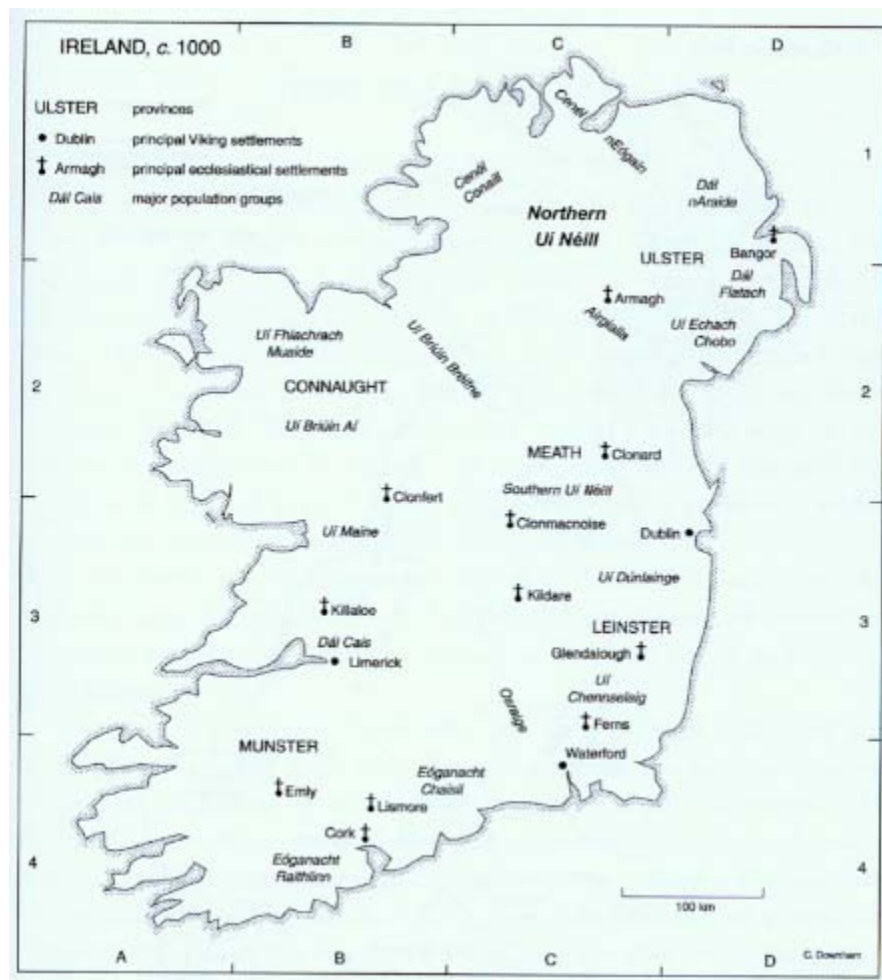 IRELAND, c. 1000
ULSTER provinces
Dublin principal Viking settlements
Armagh principal ecclesiastical settlements
Dál Cais major population groups
B
C
D
1
Cenél
nEógain
Cenél
Conaill
Dál
nAraide
Northern
Uí Néill
Bangor
ULSTER
Dál
Flatach
Armagh
Airgialla
Uí Echach
Chobo
Uí Fhiachrach
Muaide
Uí Briúin Bréifne
2
CONNAUGHT
2
Uí Briúin Aí
MEATH
Clonard
Southern Uí Néill
Clonfert
Clonmacnoise
Uí Maine
Dublin
Uí Dúnlainge
Kildare
3
Killaloe
LEINSTER
3
Dál Cais
Glendalough
Limerick
Uí
Chennselaig
Osraige
Ferns
MUNSTER
Waterford
Eóganacht
Chaisil
Emly
Lismore
Cork
4
Eóganacht
Raithlinn
4
100 km
A
B
C
D
C. Downham